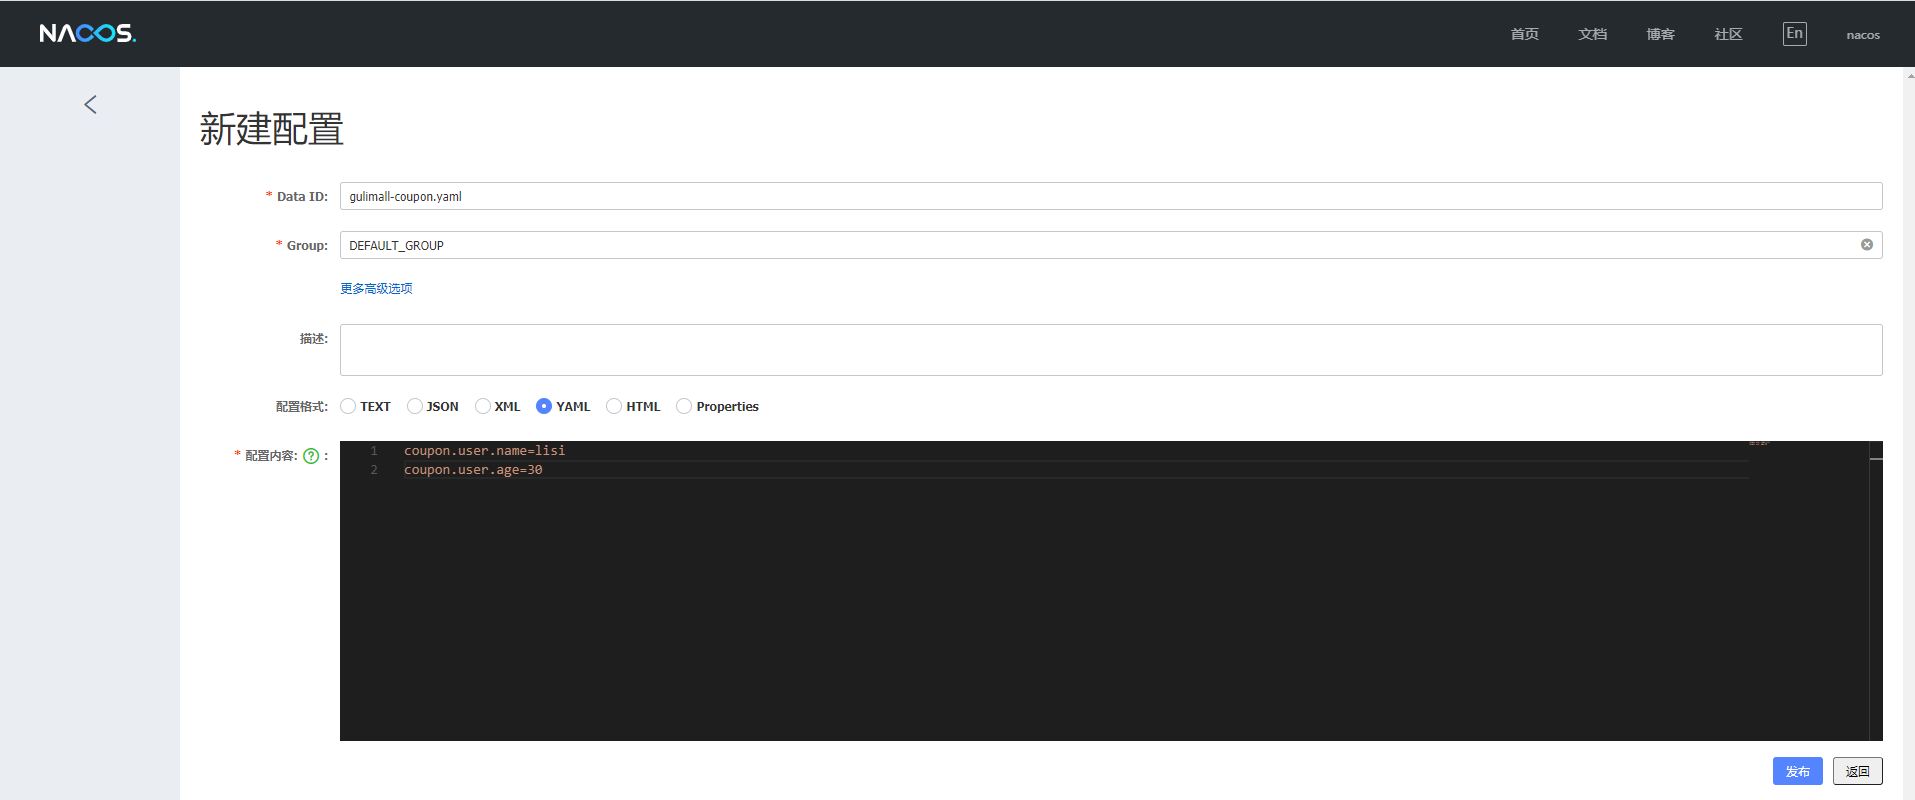 NACOS.
首页 文档 博客 社区 En nacos
新建配置
* Data ID: gulimall-coupon.yaml
* Group: DEFAULT_GROUP
更多高级选项
描述:
配置格式: TEXT JSON XML YAML HTML Properties
* 配置内容: ? :
1 coupon.user.name=lisi
2 coupon.user.age=30
发布 返回